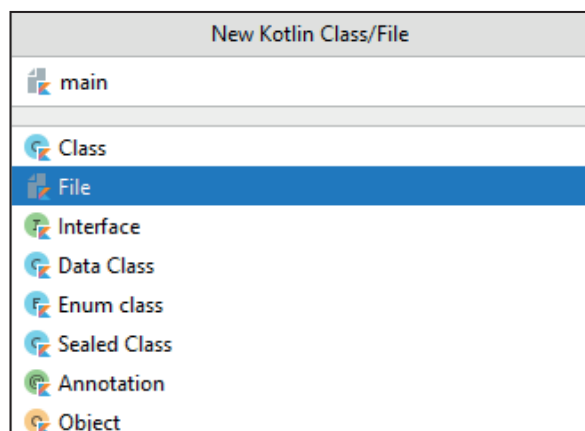 New Kotlin Class/File
main
Class
File
Interface
Data Class
Enum class
Sealed Class
Annotation
Object